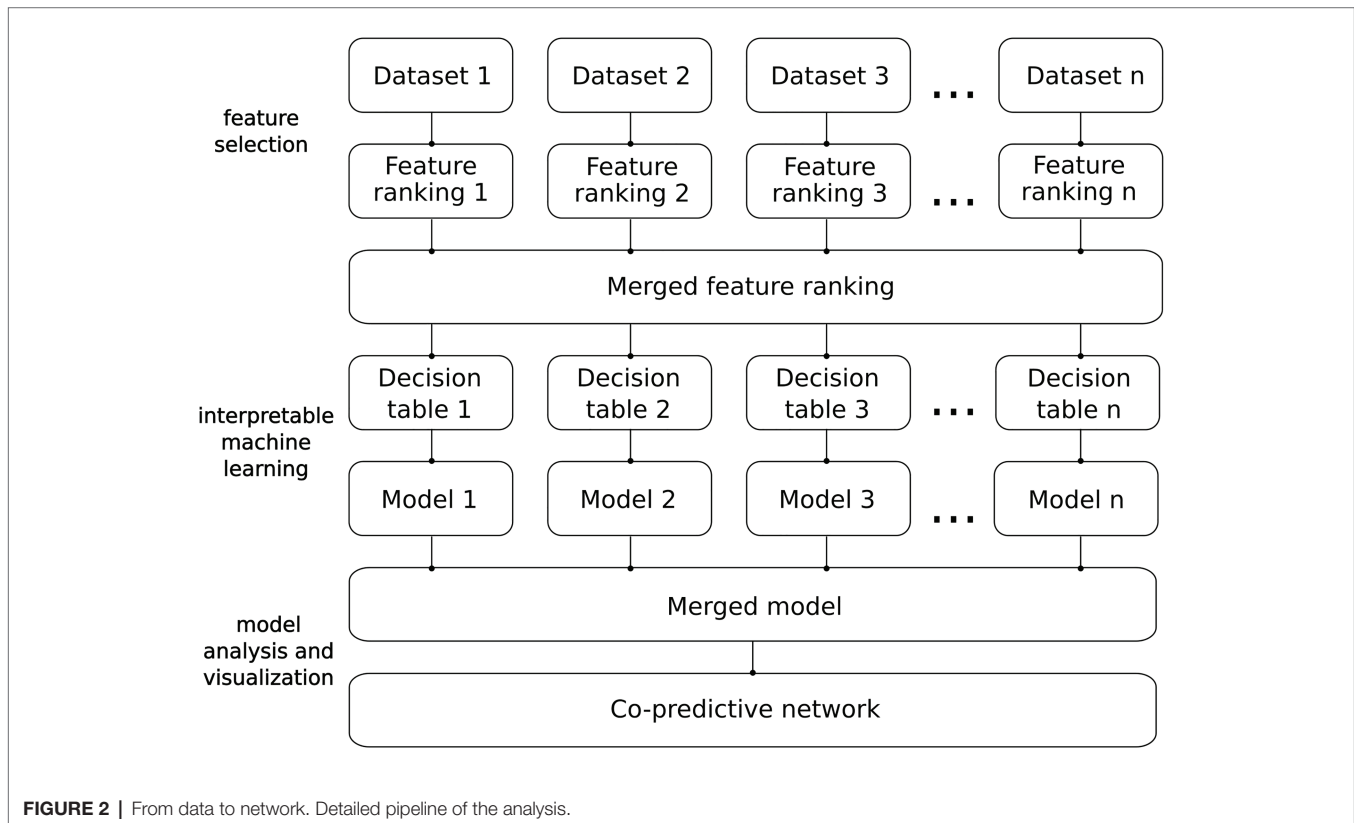 Dataset 1
Dataset 2
Dataset 3
...
Dataset n
feature
selection
Feature
ranking 1
Feature
ranking 2
Feature
ranking 3
...
Feature
ranking n
Merged feature ranking
interpretable
machine
learning
Decision
table 1
Decision
table 2
Decision
table 3
...
Decision
table n
Model 1
Model 2
Model 3
...
Model n
model
analysis and
visualization
Merged model
Co-predictive network
FIGURE 2 | From data to network. Detailed pipeline of the analysis.